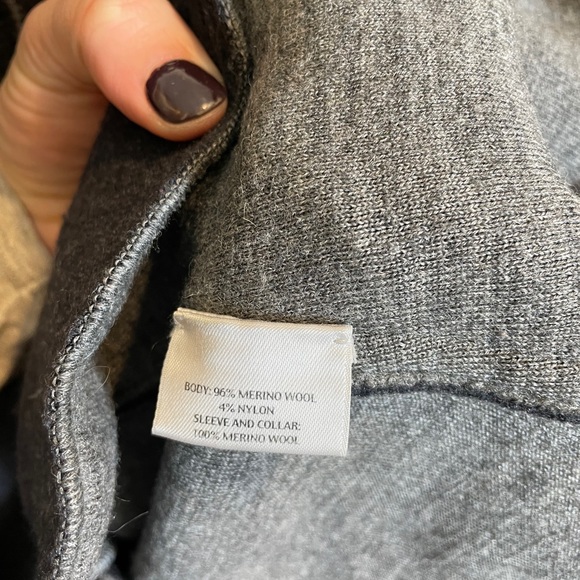 BODY: 96% MERINO WOOL
4% NYLON
SLEEVE AND COLLAR:
100% MERINO WOOL